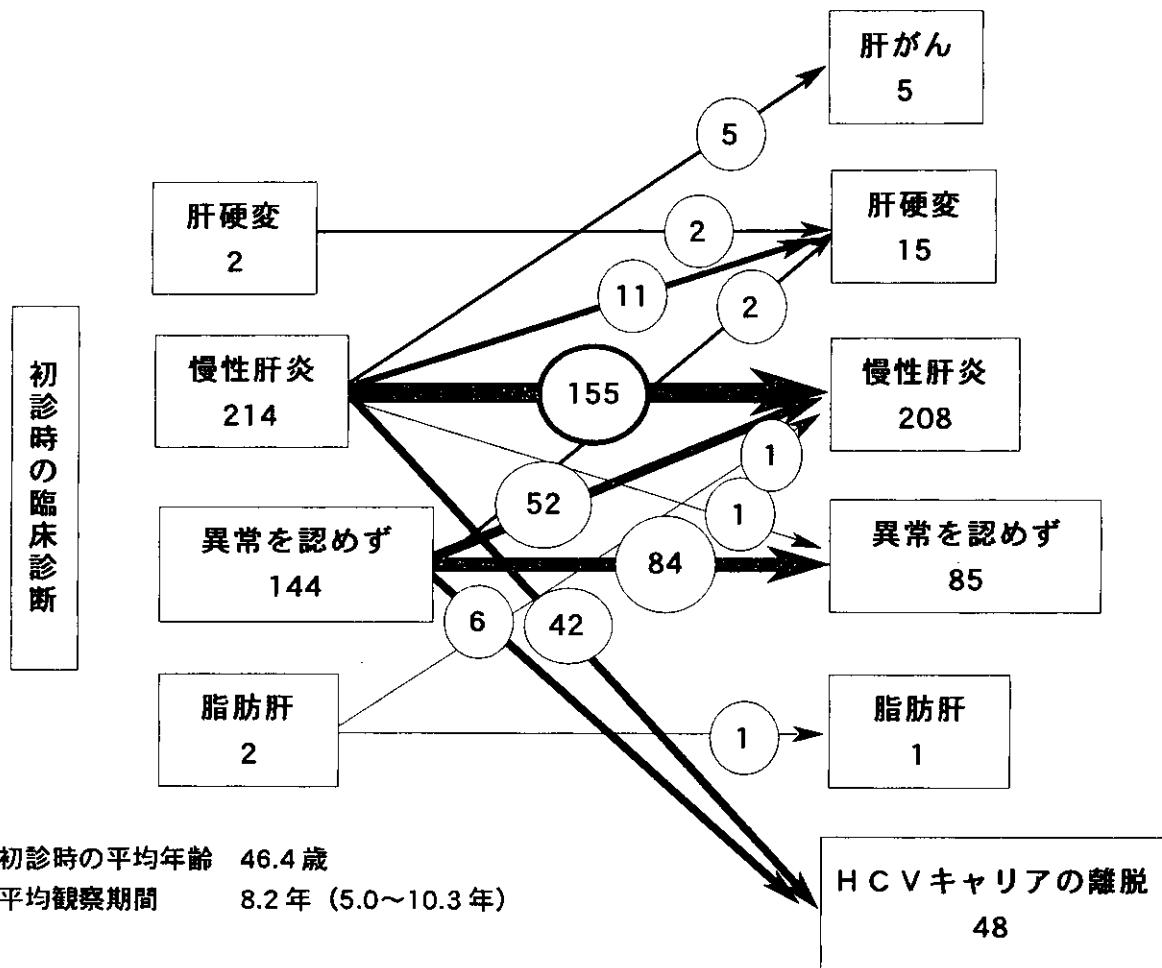 初診時の臨床診断
肝硬変
2
慢性肝炎
214
異常を認めず
144
脂肪肝
2
5
2
11
2
155
1
52
1
84
6
42
1
肝がん
5
肝硬変
15
慢性肝炎
208
異常を認めず
85
脂肪肝
1
HCVキャリアの離脱
48
初診時の平均年齢 46.4歳
平均観察期間 8.2年（5.0～10.3年）